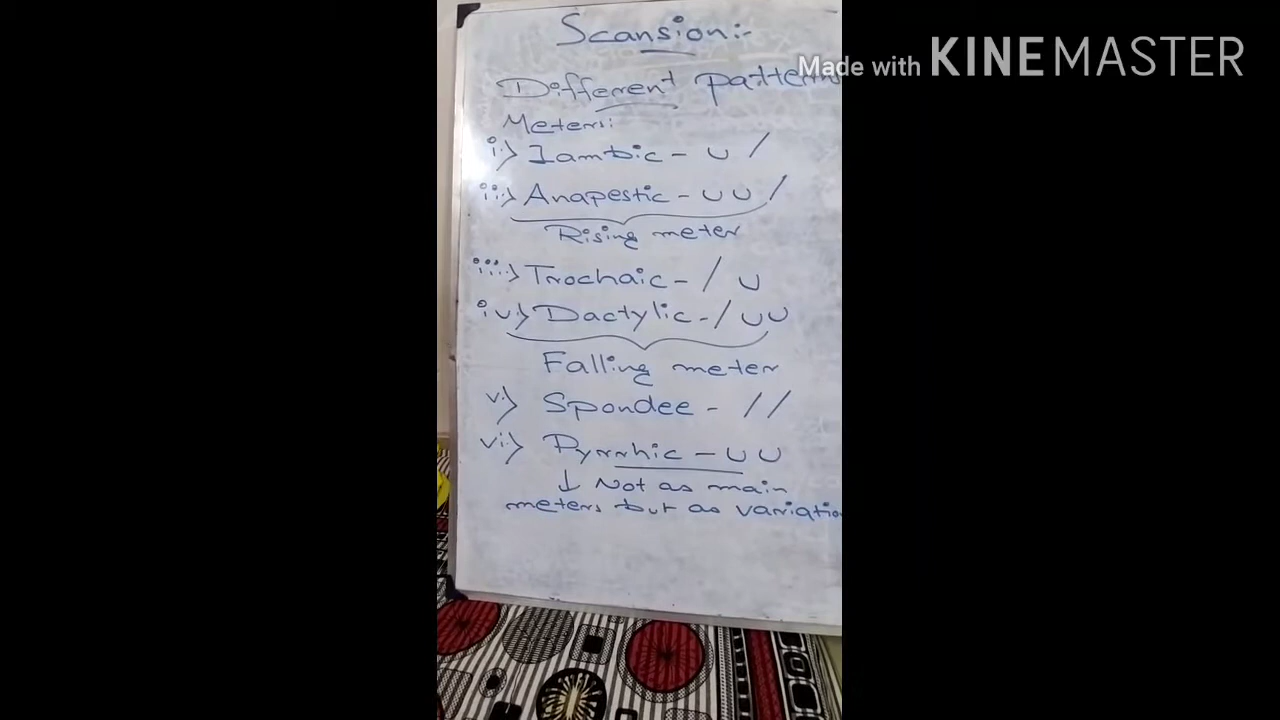 Scansion:-
Made with KINEMASTER
Different patterns
Meters:
i:> Iambic - ∪ /
ii:> Anapestic - ∪ ∪ /
Rising meter
iii:> Trochaic - / ∪
iv:> Dactylic - / ∪ ∪
Falling meter
v:> Spondee - / /
vi:> Pyrrhic - ∪ ∪
↓ Not as main
meters but as variatio